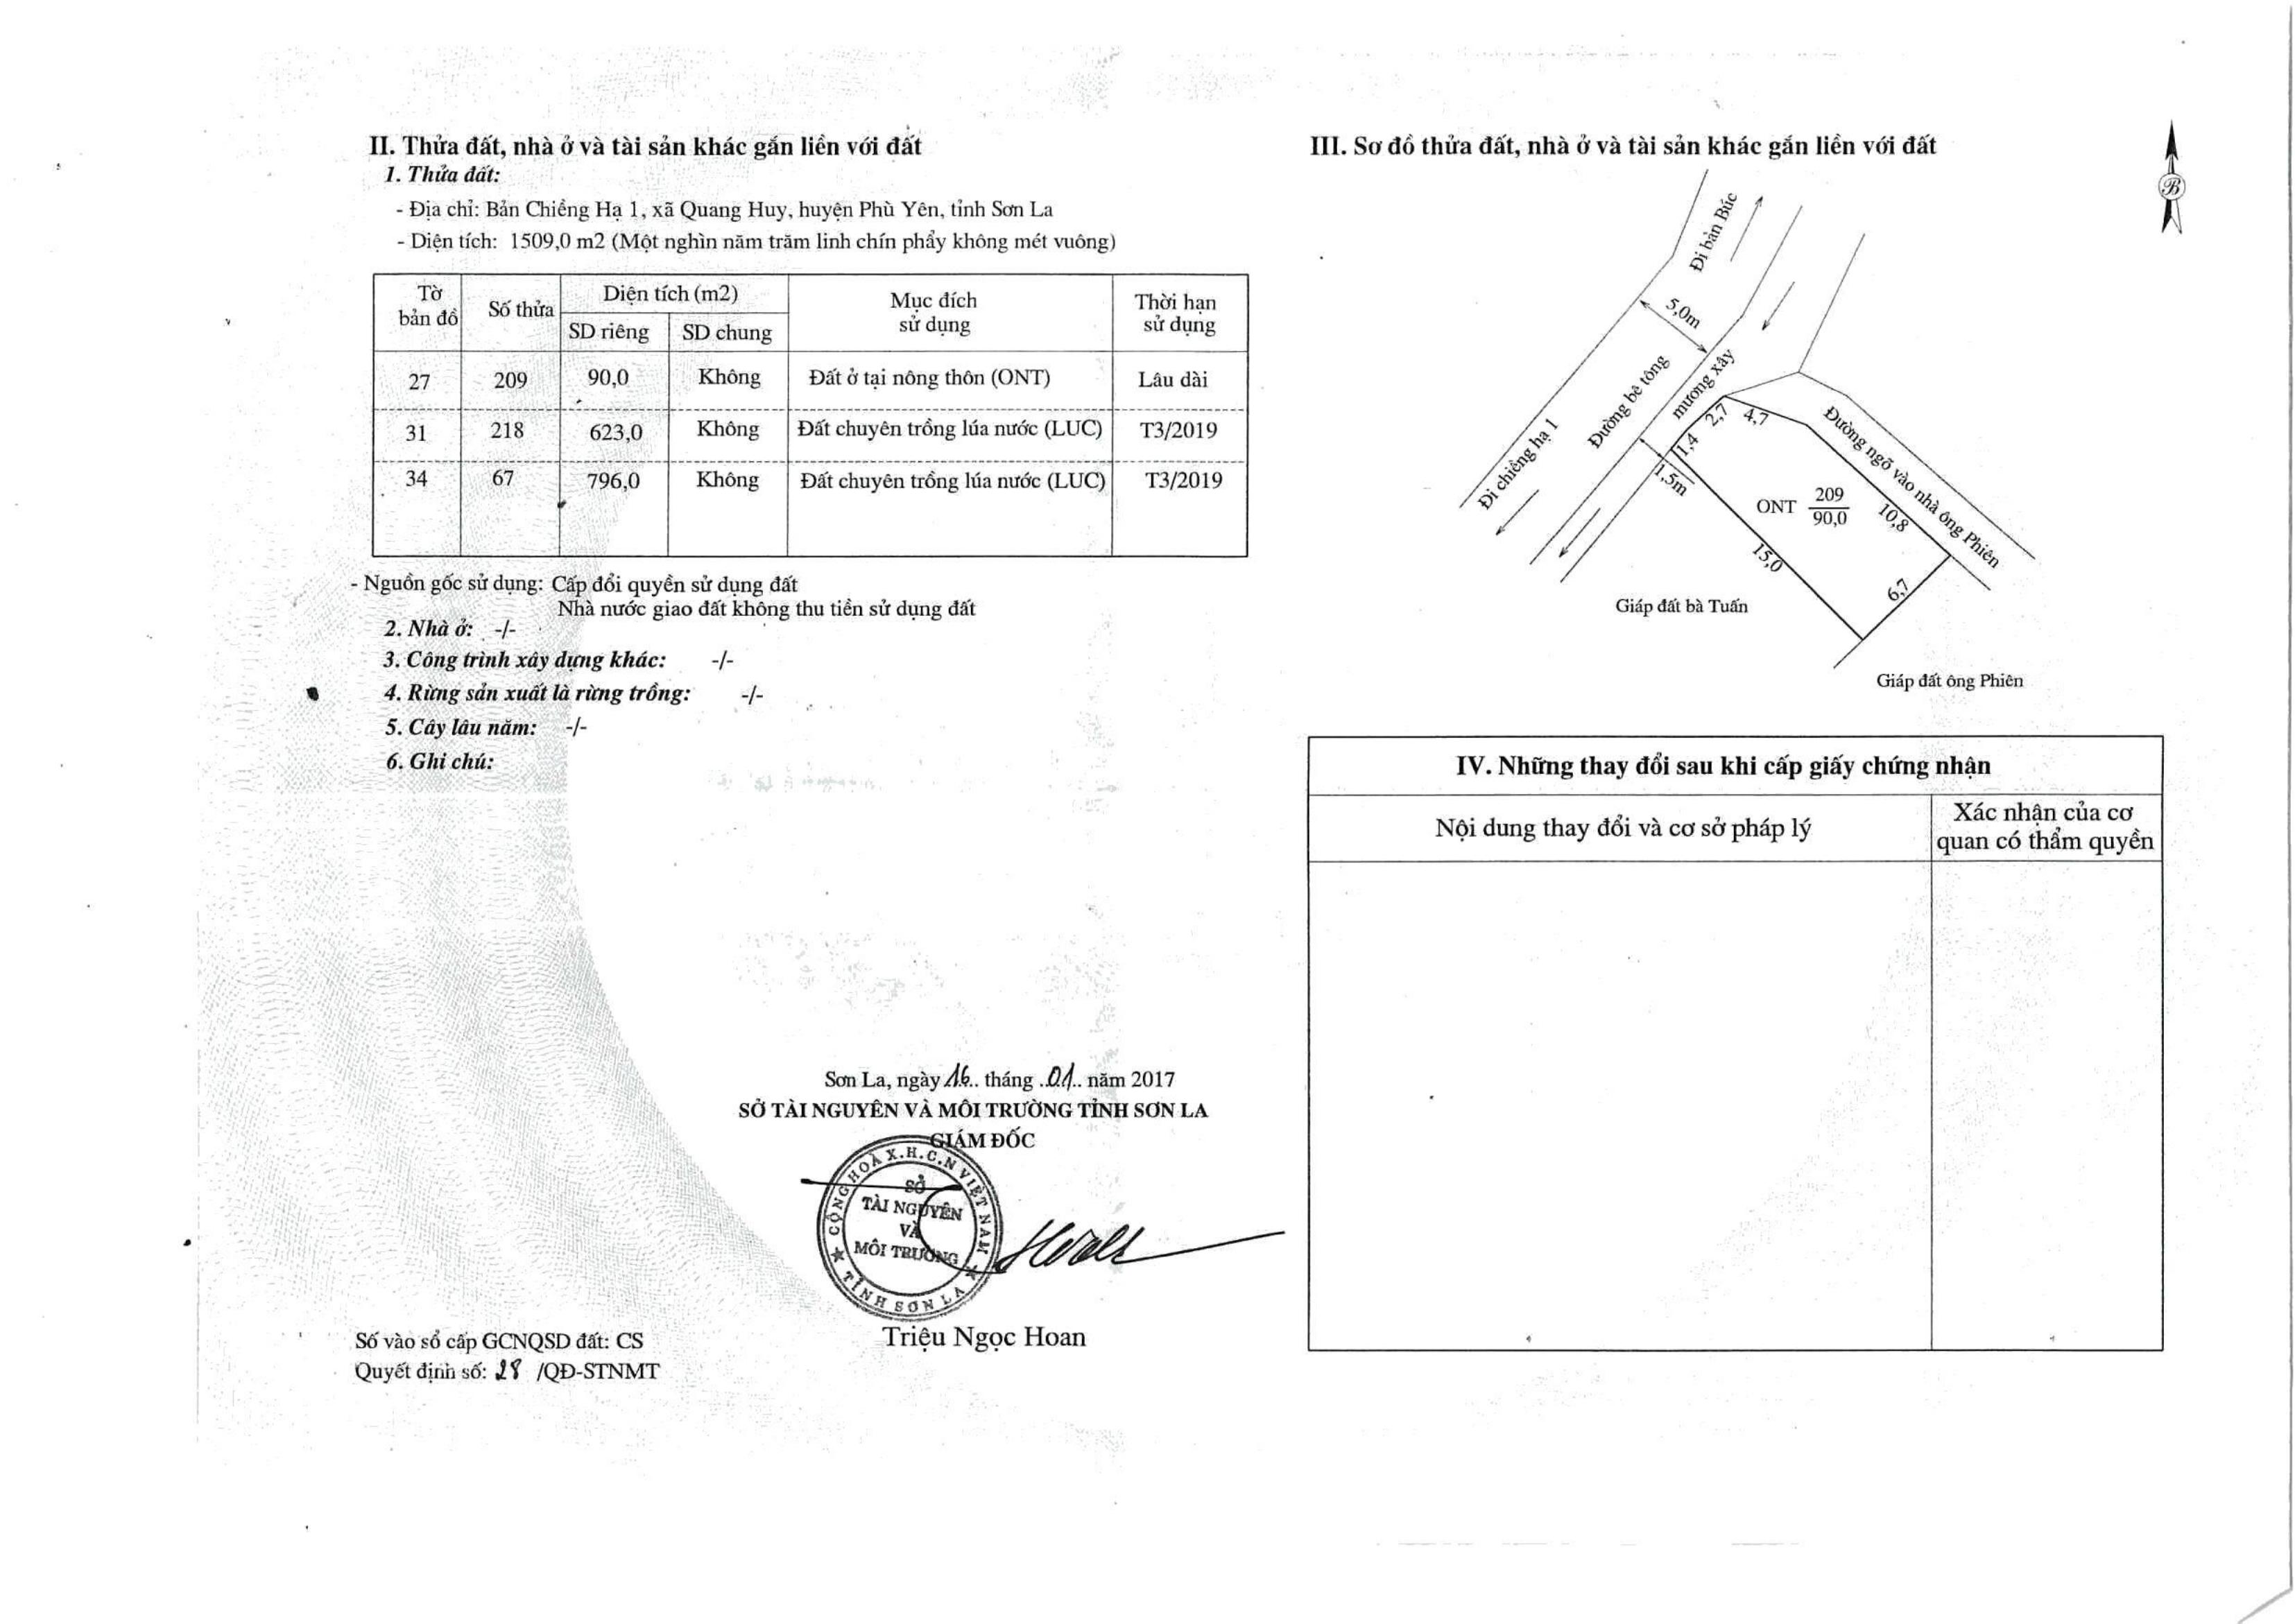 II. Thửa đất, nhà ở và tài sản khác gắn liền với đất
1. Thửa đất:
- Địa chỉ: Bản Chiềng Hạ 1, xã Quang Huy, huyện Phù Yên, tỉnh Sơn La
- Diện tích: 1509,0 m2 (Một nghìn năm trăm linh chín phẩy không mét vuông)
Tờ bản đồ Số thửa Diện tích (m2) Mục đích sử dụng Thời hạn sử dụng
SD riêng SD chung
27 209 90,0 Không Đất ở tại nông thôn (ONT) Lâu dài
31 218 623,0 Không Đất chuyên trồng lúa nước (LUC) T3/2019
34 67 796,0 Không Đất chuyên trồng lúa nước (LUC) T3/2019
- Nguồn gốc sử dụng: Cấp đổi quyền sử dụng đất
Nhà nước giao đất không thu tiền sử dụng đất
2. Nhà ở: -/-
3. Công trình xây dựng khác: -/-
4. Rừng sản xuất là rừng trồng: -/-
5. Cây lâu năm: -/-
6. Ghi chú:
Sơn La, ngày 16.. tháng .01.. năm 2017
SỞ TÀI NGUYÊN VÀ MÔI TRƯỜNG TỈNH SƠN LA
GIÁM ĐỐC
CỘNG HOÀ X.H.C.N VIỆT NAM
SỞ
TÀI NGUYÊN
VÀ
MÔI TRƯỜNG
TỈNH SƠN LA
Triệu Ngọc Hoan
Số vào sổ cấp GCNQSD đất: CS
Quyết định số: 28 /QĐ-STNMT
III. Sơ đồ thửa đất, nhà ở và tài sản khác gắn liền với đất
B
Đi bản Búc
5,0m
Đường bê tông
mương xây
Đi chiềng hạ 1
2,7
4,7
1,4
1,5m
Đường ngõ vào nhà ông Phiên
ONT
209
90,0
10,8
15,0
6,7
Giáp đất bà Tuấn
Giáp đất ông Phiên
IV. Những thay đổi sau khi cấp giấy chứng nhận
Nội dung thay đổi và cơ sở pháp lý
Xác nhận của cơ
quan có thẩm quyền